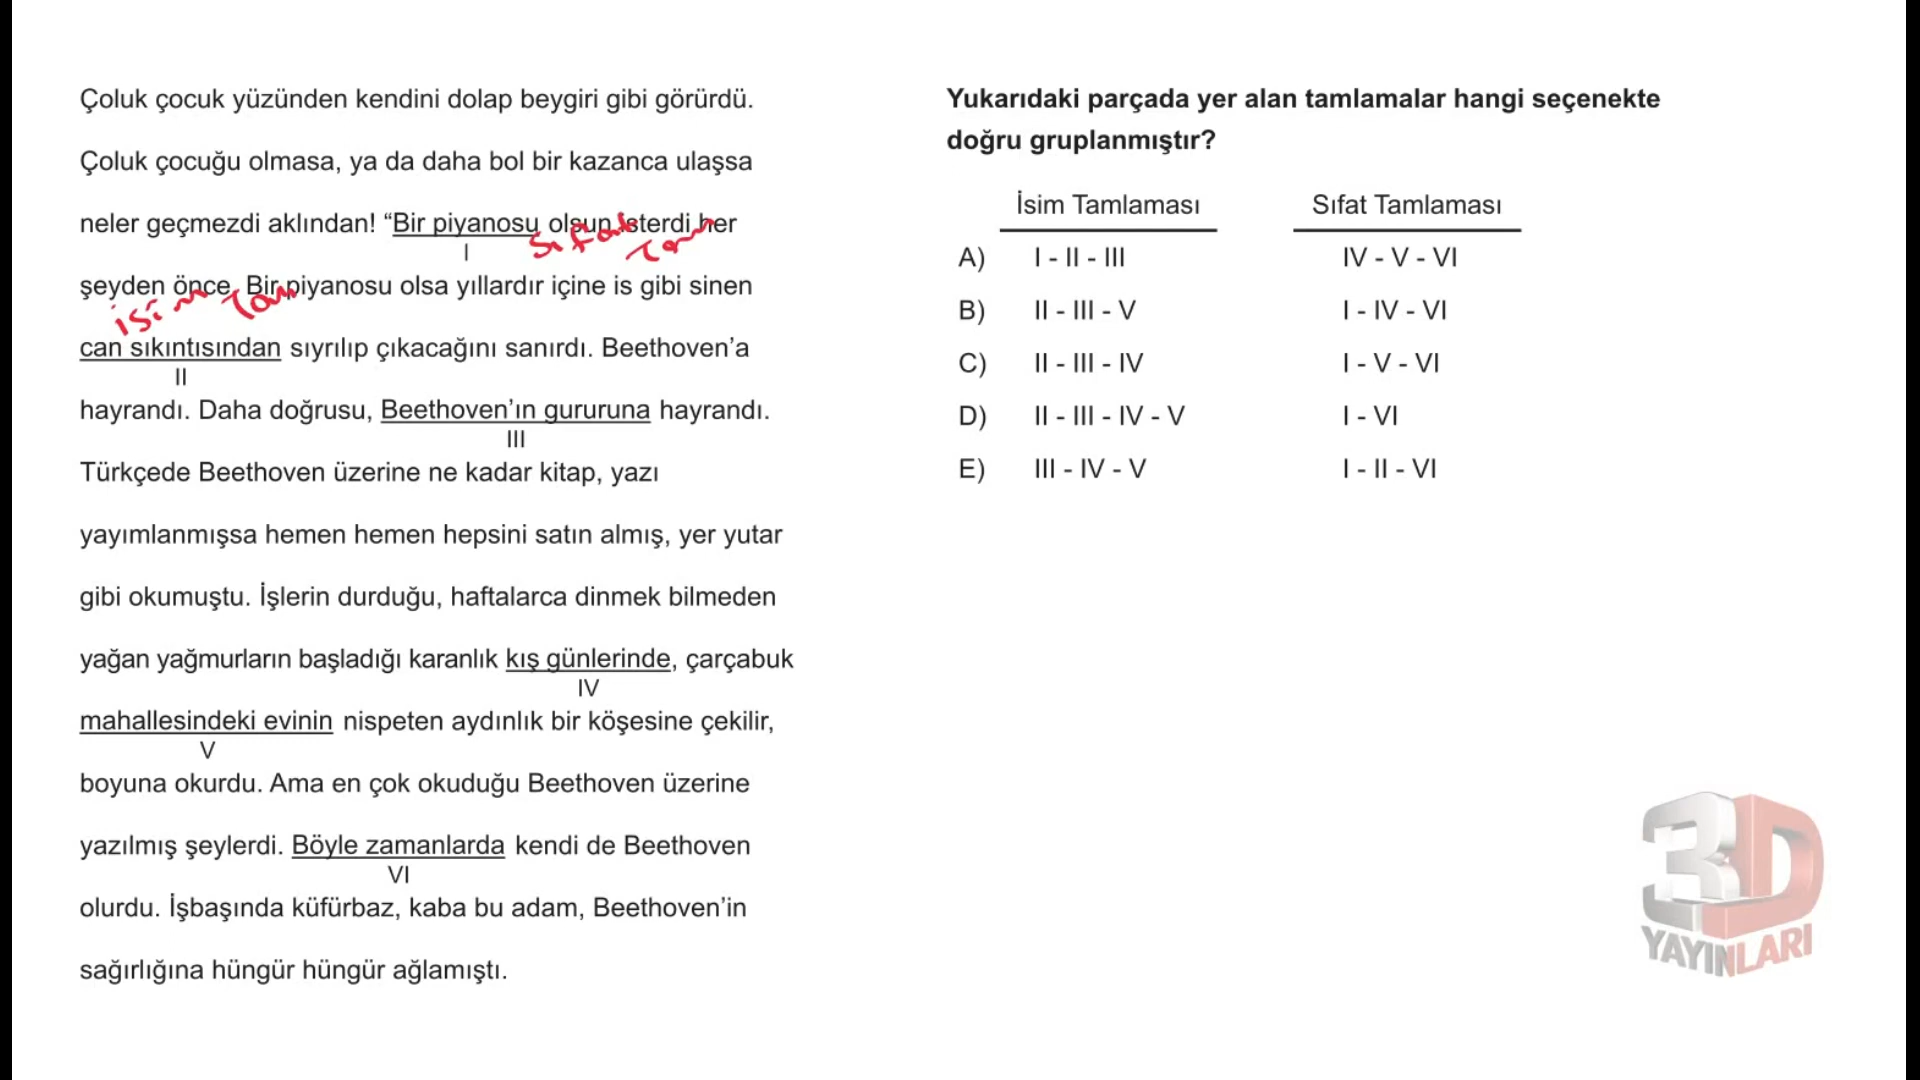 Çoluk çocuk yüzünden kendini dolap beygiri gibi görürdü.
Çoluk çocuğu olmasa, ya da daha bol bir kazanca ulaşsa
neler geçmezdi aklından! “Bir piyanosu olsun isterdi her
I
sıfat
Tam
şeyden önce. Bir piyanosu olsa yıllardır içine is gibi sinen
isim Tam
can sıkıntısından sıyrılıp çıkacağını sanırdı. Beethoven’a
II
hayrandı. Daha doğrusu, Beethoven’ın gururuna hayrandı.
III
Türkçede Beethoven üzerine ne kadar kitap, yazı
yayımlanmışsa hemen hemen hepsini satın almış, yer yutar
gibi okumuştu. İşlerin durduğu, haftalarca dinmek bilmeden
yağan yağmurların başladığı karanlık kış günlerinde, çarçabuk
IV
mahallesindeki evinin nispeten aydınlık bir köşesine çekilir,
V
boyuna okurdu. Ama en çok okuduğu Beethoven üzerine
yazılmış şeylerdi. Böyle zamanlarda kendi de Beethoven
VI
olurdu. İşbaşında küfürbaz, kaba bu adam, Beethoven’in
sağırlığına hüngür hüngür ağlamıştı.
Yukarıdaki parçada yer alan tamlamalar hangi seçenekte
doğru gruplanmıştır?
İsim Tamlaması Sıfat Tamlaması
A) I - II - III IV - V - VI
B) II - III - V I - IV - VI
C) II - III - IV I - V - VI
D) II - III - IV - V I - VI
E) III - IV - V I - II - VI
3D
YAYINLARI